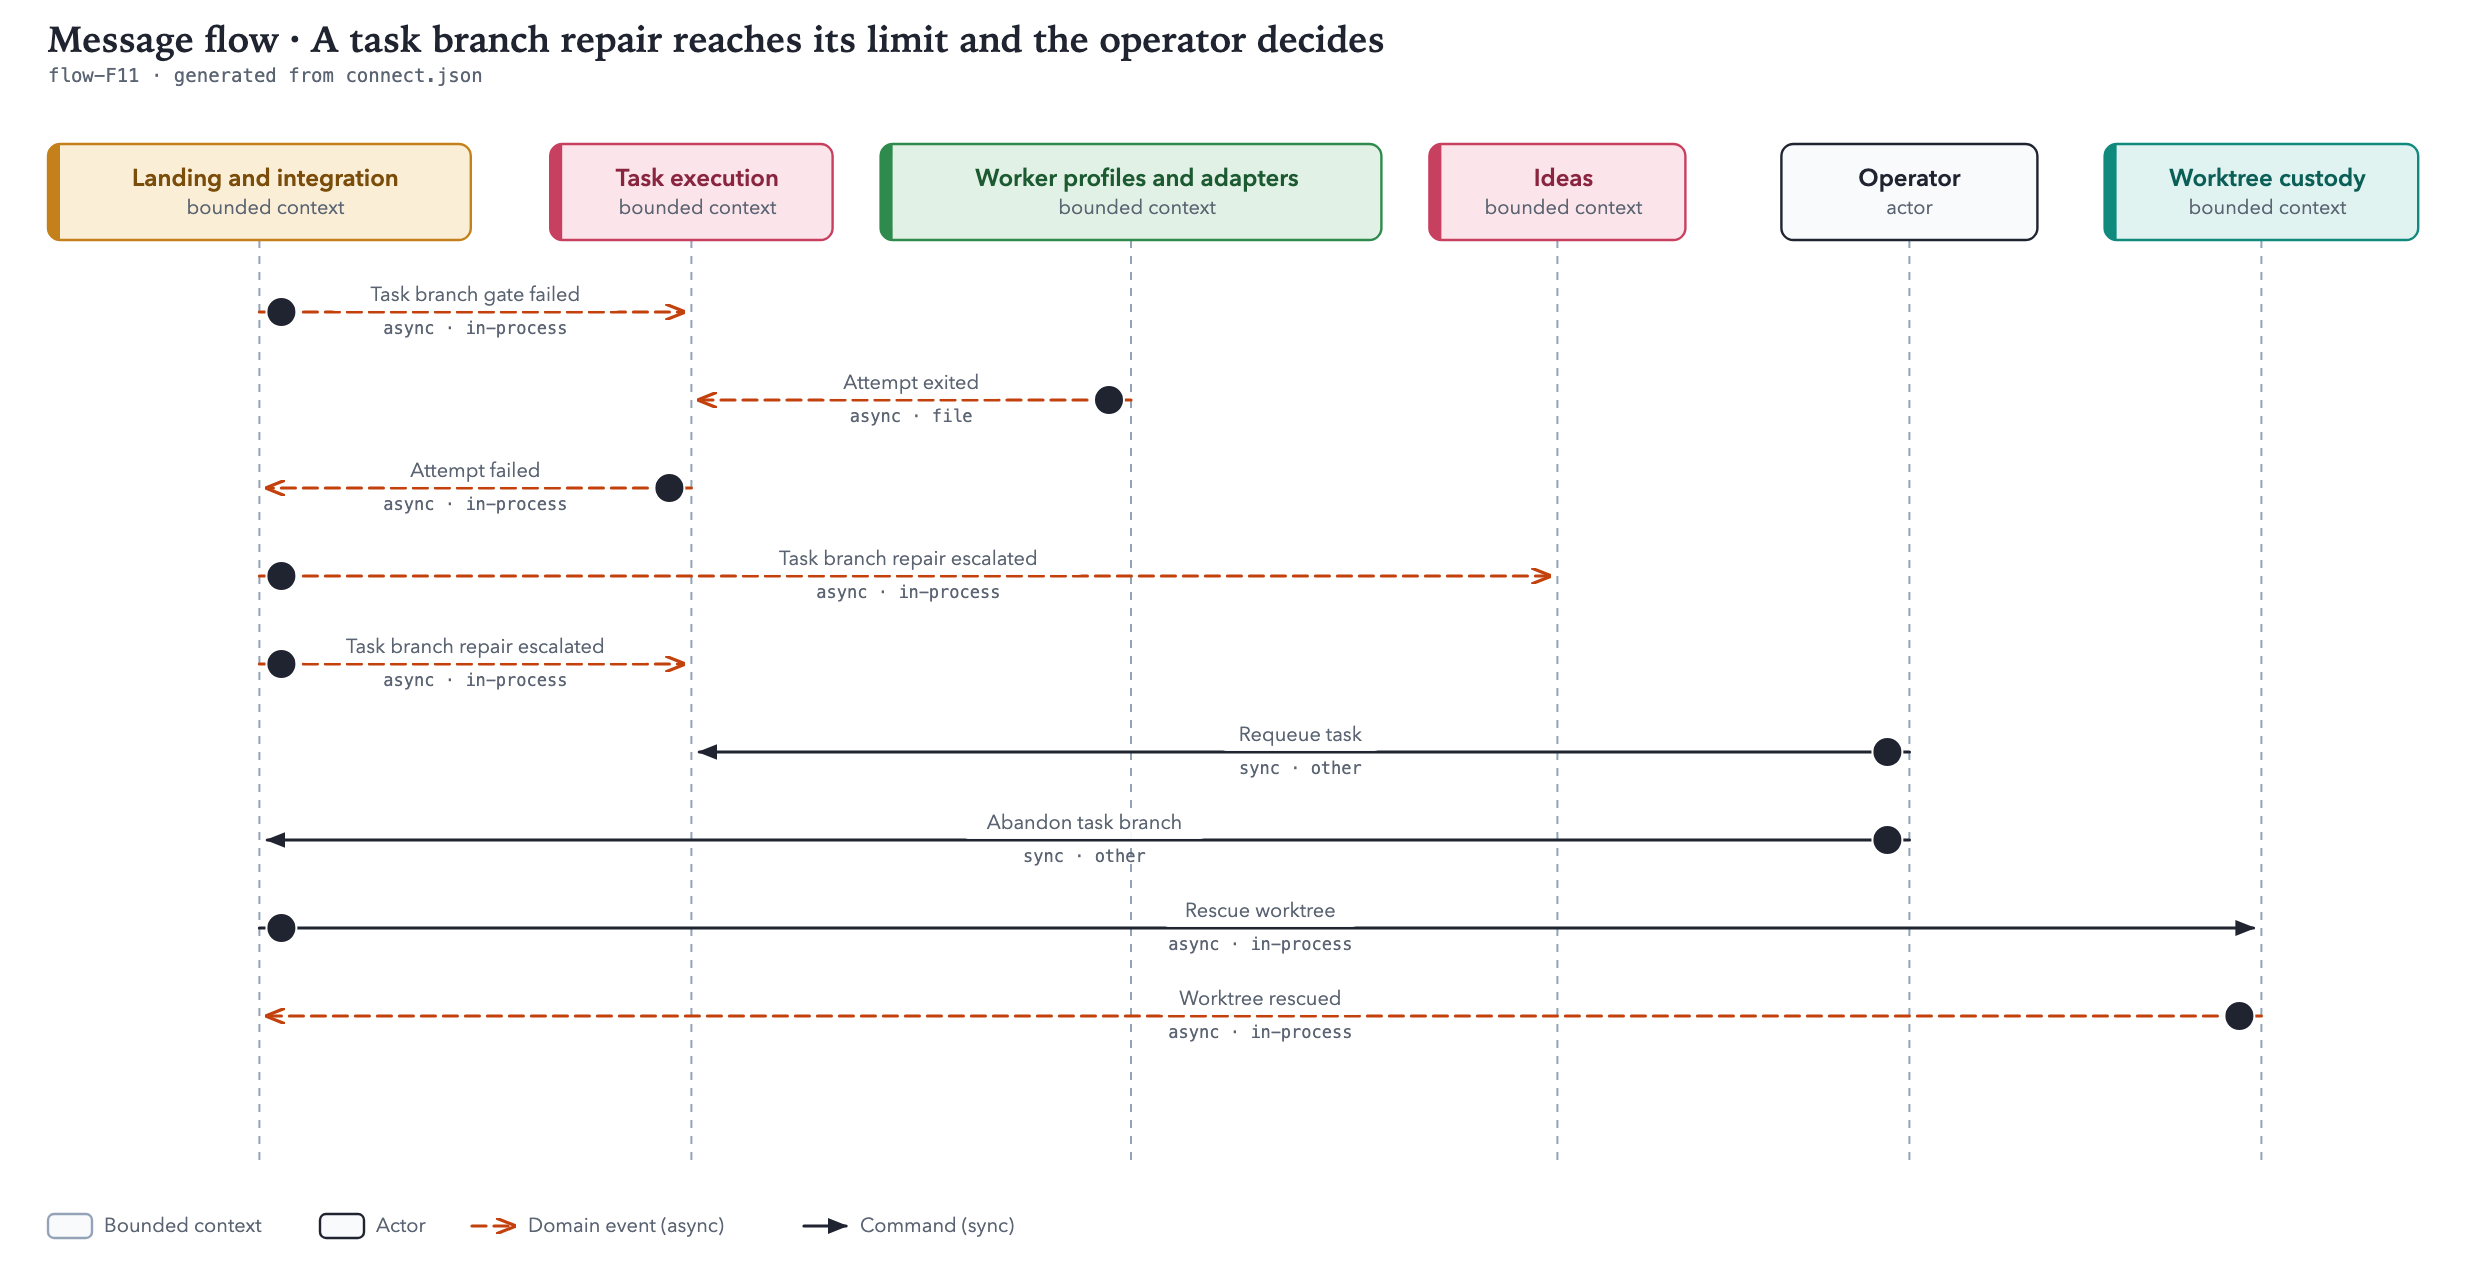 Message flow · A task branch repair reaches its limit and the operator decides
flow-F11 · generated from connect.json
Landing and integration
bounded context
Task execution
bounded context
Worker profiles and adapters
bounded context
Ideas
bounded context
Operator
actor
Worktree custody
bounded context
Task branch gate failed
async · in-process
Attempt exited
async · file
Attempt failed
async · in-process
Task branch repair escalated
async · in-process
Task branch repair escalated
async · in-process
Requeue task
sync · other
Abandon task branch
sync · other
Rescue worktree
async · in-process
Worktree rescued
async · in-process
Bounded context
Actor
Domain event (async)
Command (sync)